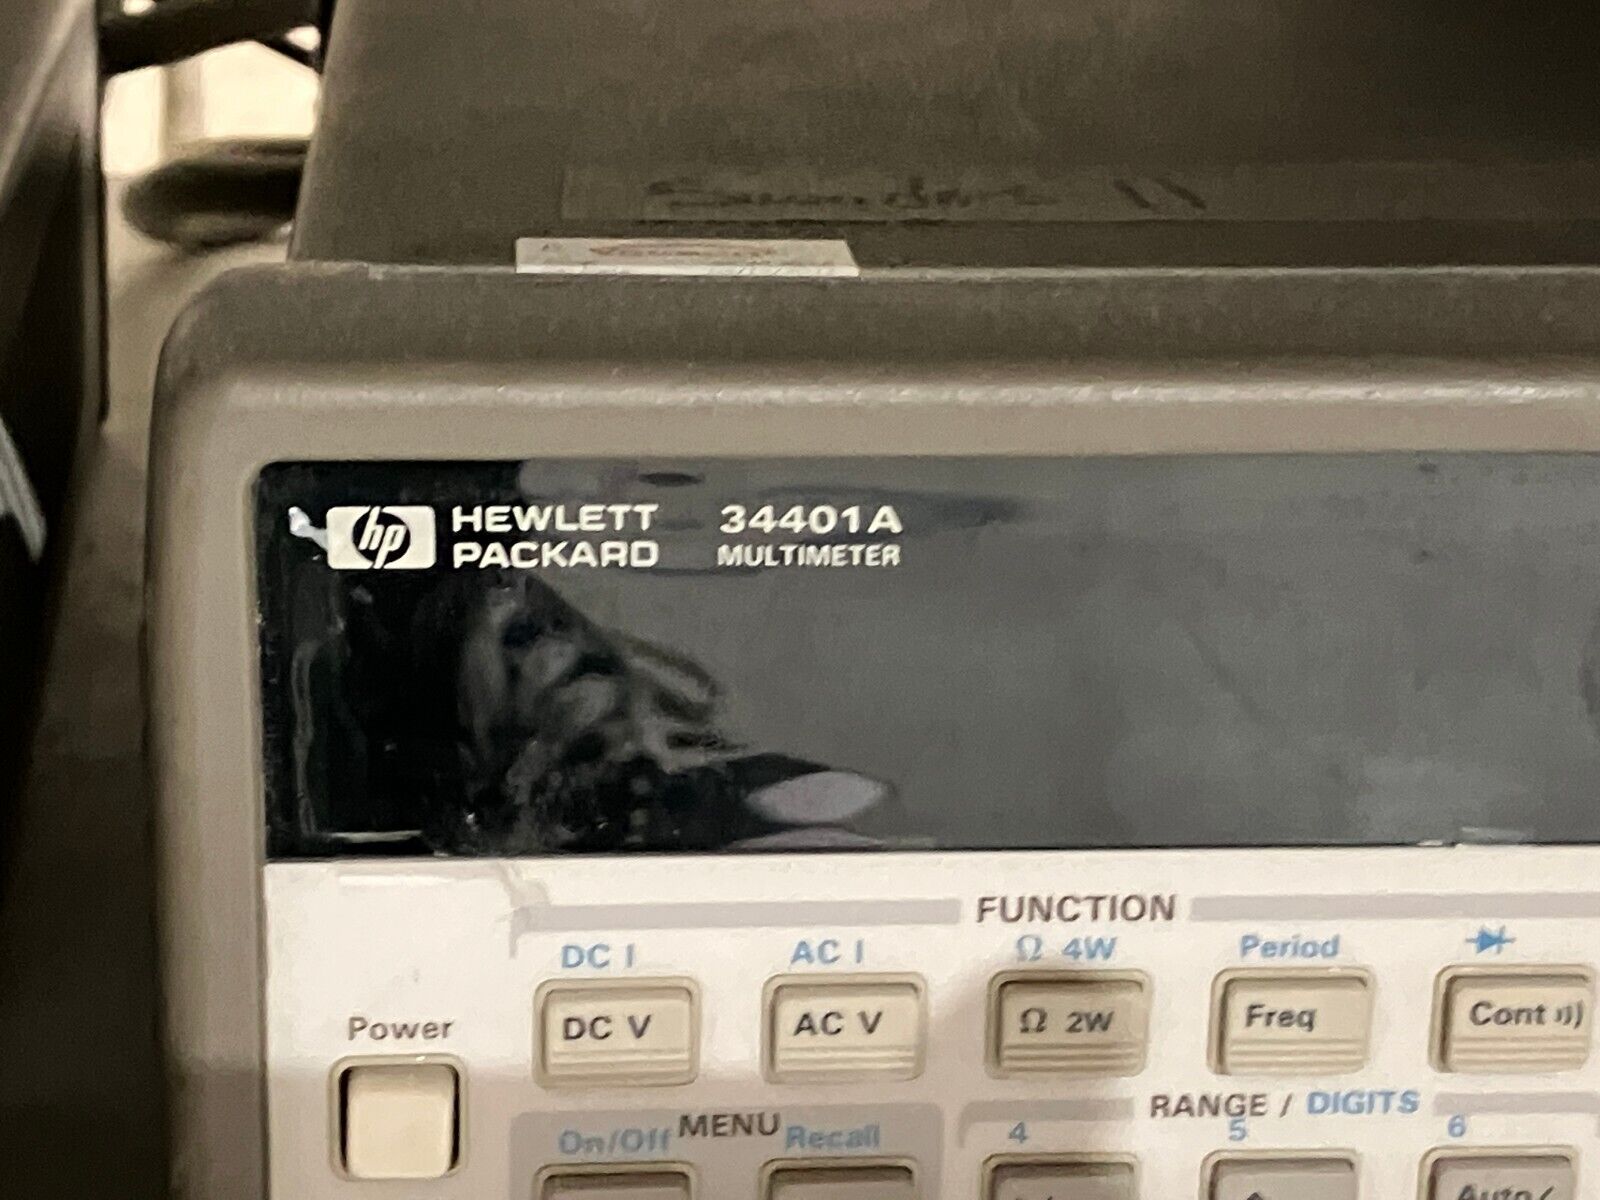 hp HEWLETT PACKARD
34401A
MULTIMETER
FUNCTION
DC I AC I Ω 4W Period
DC V AC V Ω 2W Freq Cont
Power
MENU RANGE / DIGITS
On/Off Recall 4 5 6
Auto/